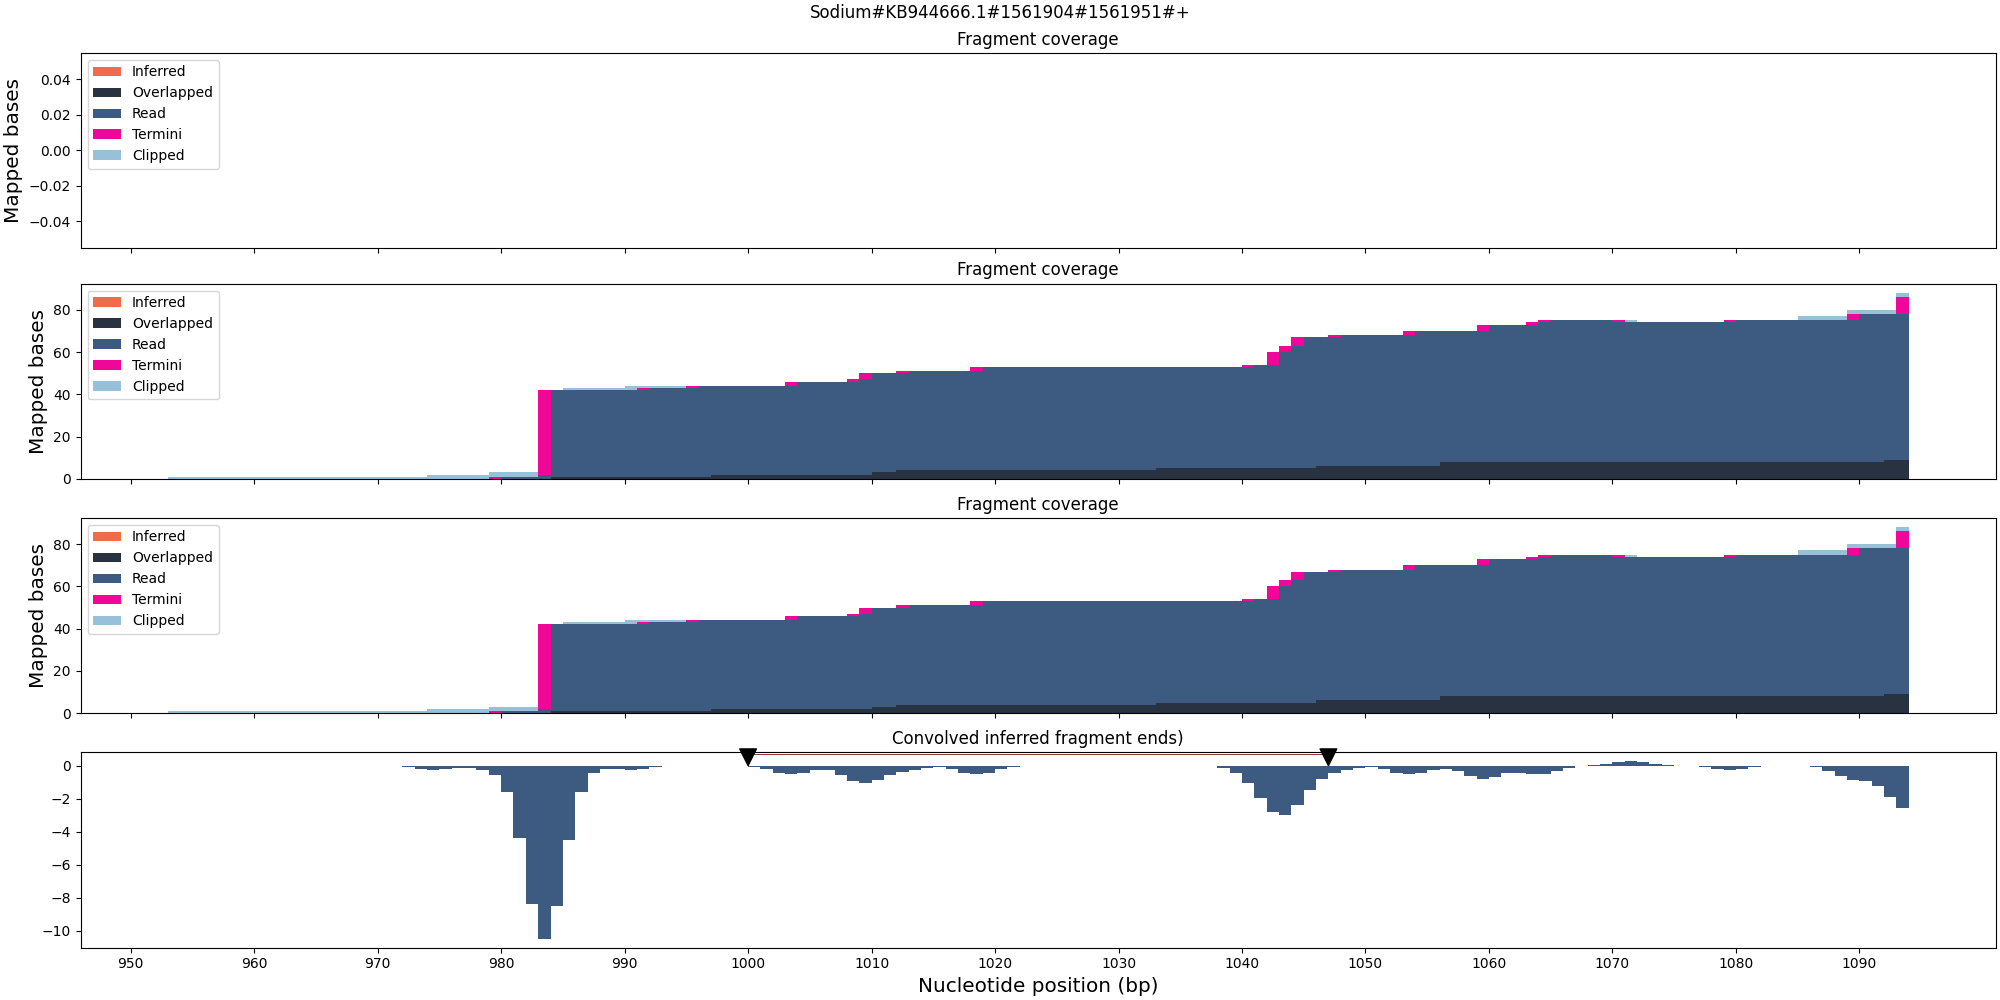 Sodium#KB944666.1#1561904#1561951#+
Fragment coverage
Mapped bases
0.04
0.02
0.00
−0.02
−0.04
Inferred
Overlapped
Read
Termini
Clipped
Fragment coverage
Mapped bases
80
60
40
20
0
Inferred
Overlapped
Read
Termini
Clipped
Fragment coverage
Mapped bases
80
60
40
20
0
Inferred
Overlapped
Read
Termini
Clipped
Convolved inferred fragment ends)
0
−2
−4
−6
−8
−10
950 960 970 980 990 1000 1010 1020 1030 1040 1050 1060 1070 1080 1090
Nucleotide position (bp)